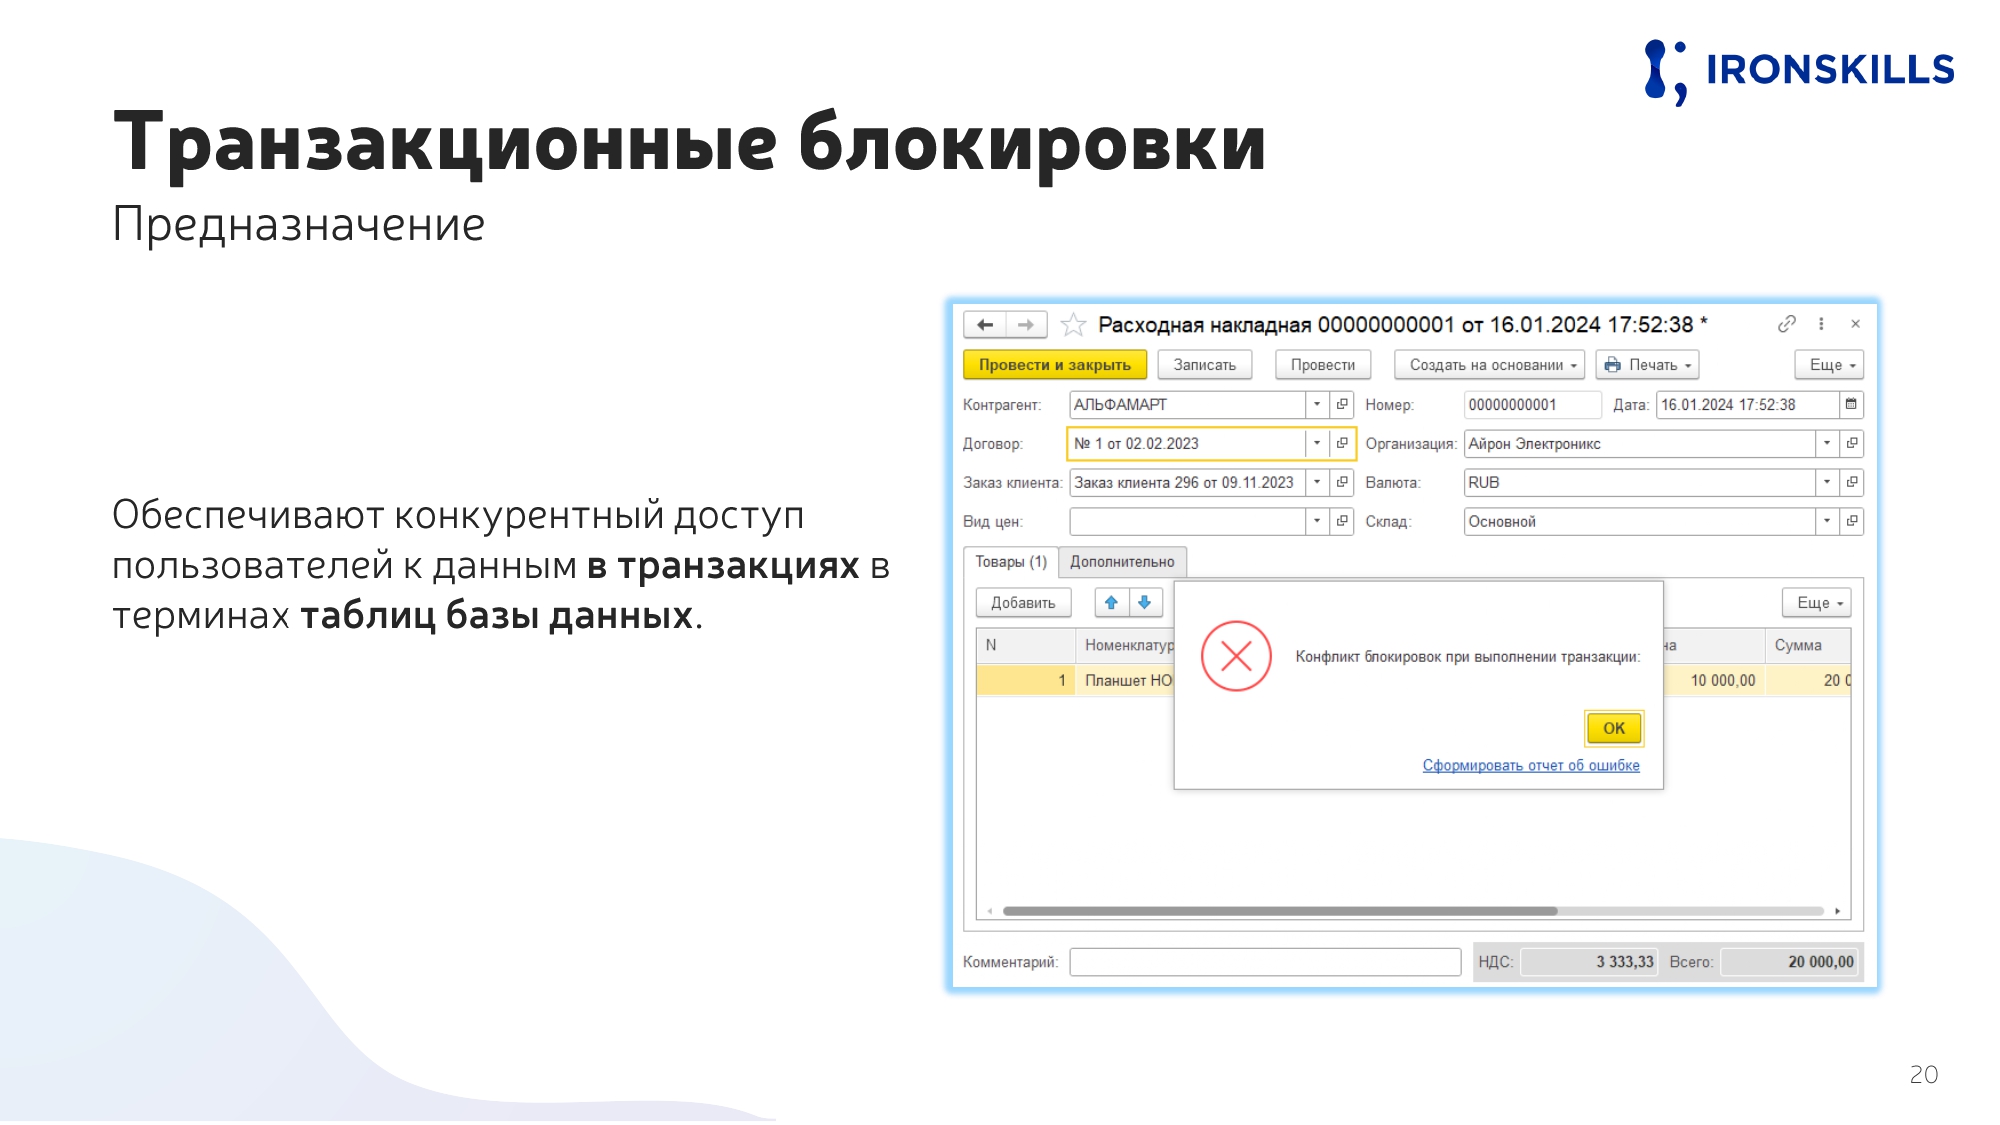 IRONSKILLS
Транзакционные блокировки
Предназначение
Обеспечивают конкурентный доступ
пользователей к данным в транзакциях в
терминах таблиц базы данных.
Расходная накладная 00000000001 от 16.01.2024 17:52:38 *
Провести и закрыть Записать Провести Создать на основании Печать Еще
Контрагент: АЛЬФАМАРТ Номер: 00000000001 Дата: 16.01.2024 17:52:38
Договор: № 1 от 02.02.2023 Организация: Айрон Электроникс
Заказ клиента: Заказ клиента 296 от 09.11.2023 Валюта: RUB
Вид цен: Склад: Основной
Товары (1) Дополнительно
Добавить Еще
N Номенклатур на Сумма
1 Планшет HO 10 000,00 20 0
Конфликт блокировок при выполнении транзакции:
OK
Сформировать отчет об ошибке
Комментарий: НДС: 3 333,33 Всего: 20 000,00
20